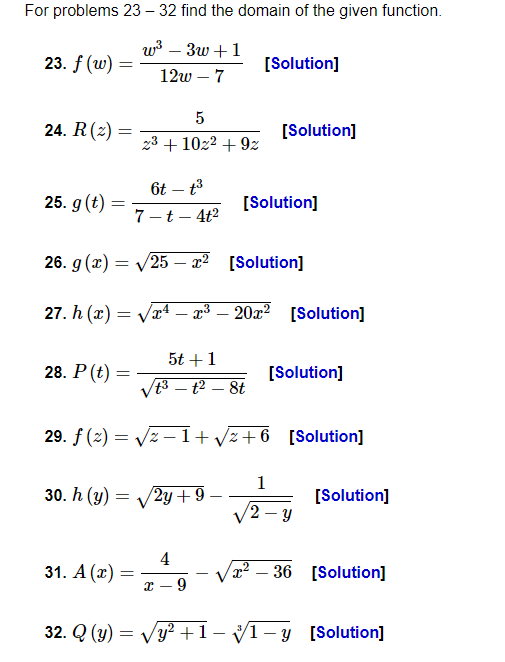 For problems 23 – 32 find the domain of the given function.
23. f (w) = (w³ − 3w + 1)/(12w − 7) [Solution]
24. R (z) = 5/(z³ + 10z² + 9z) [Solution]
25. g (t) = (6t − t³)/(7 − t − 4t²) [Solution]
26. g (x) = √(25 − x²) [Solution]
27. h (x) = √(x⁴ − x³ − 20x²) [Solution]
28. P (t) = (5t + 1)/√(t³ − t² − 8t) [Solution]
29. f (z) = √(z − 1) + √(z + 6) [Solution]
30. h (y) = √(2y + 9) − 1/√(2 − y) [Solution]
31. A (x) = 4/(x − 9) − √(x² − 36) [Solution]
32. Q (y) = √(y² + 1) − ∛(1 − y) [Solution]